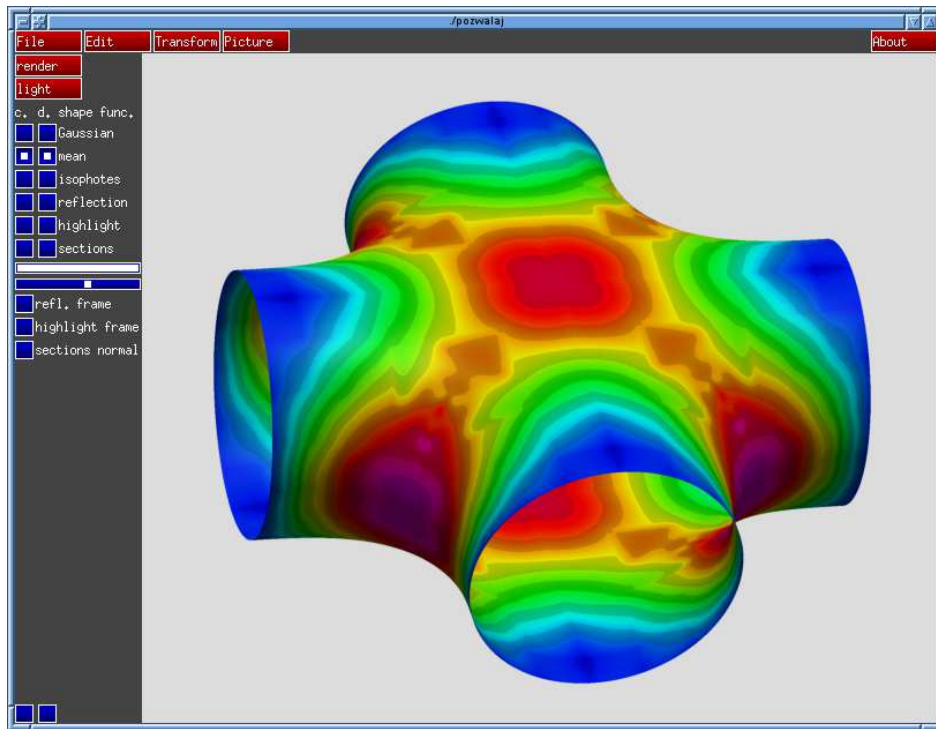 ./pozwalaj
File Edit Transform Picture About
render
light
c. d. shape func.
Gaussian
mean
isophotes
reflection
highlight
sections
refl. frame
highlight frame
sections normal